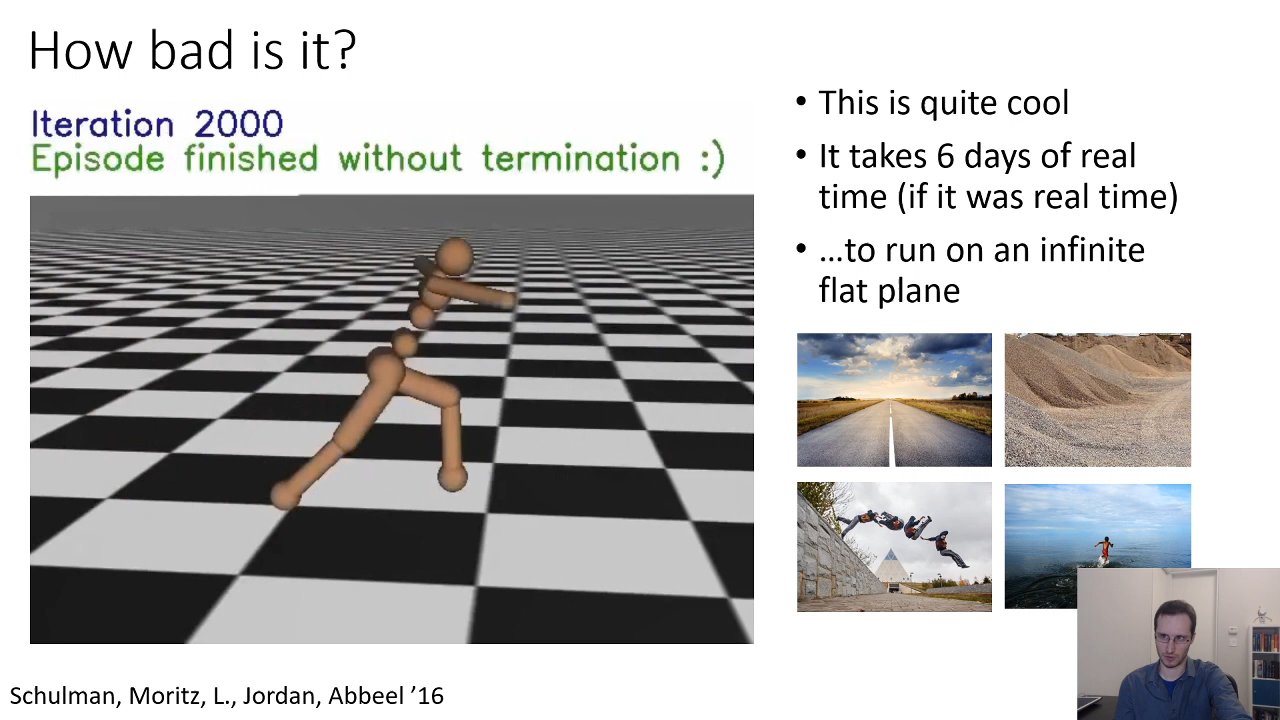 How bad is it?
Iteration 2000
Episode finished without termination :)
• This is quite cool
• It takes 6 days of real
time (if it was real time)
• …to run on an infinite
flat plane
Schulman, Moritz, L., Jordan, Abbeel ’16